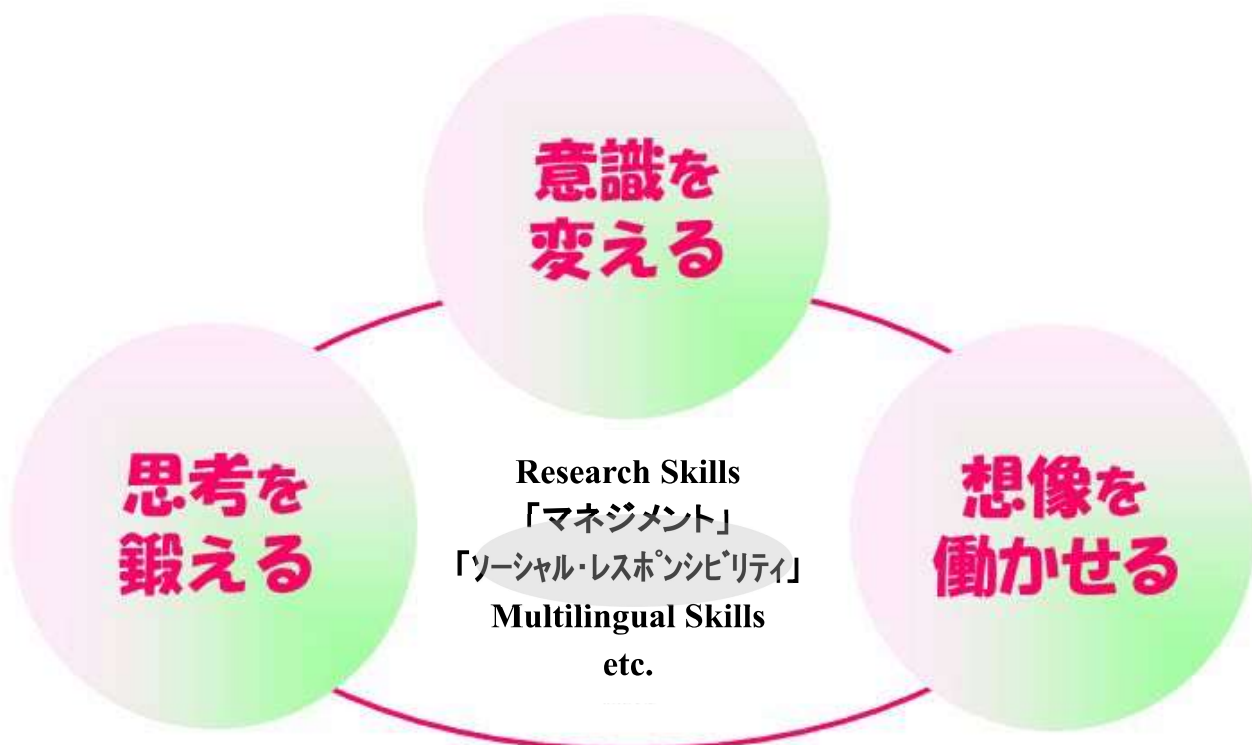 意識を
変える
思考を
鍛える
想像を
働かせる
Research Skills
「マネジメント」
「ソーシャル・レスポンシビリティ」
Multilingual Skills
etc.